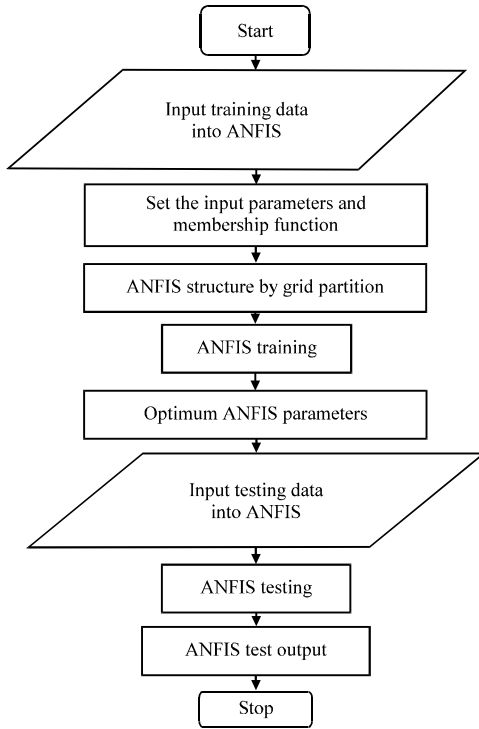 Start
Input training data
into ANFIS
Set the input parameters and
membership function
ANFIS structure by grid partition
ANFIS training
Optimum ANFIS parameters
Input testing data
into ANFIS
ANFIS testing
ANFIS test output
Stop